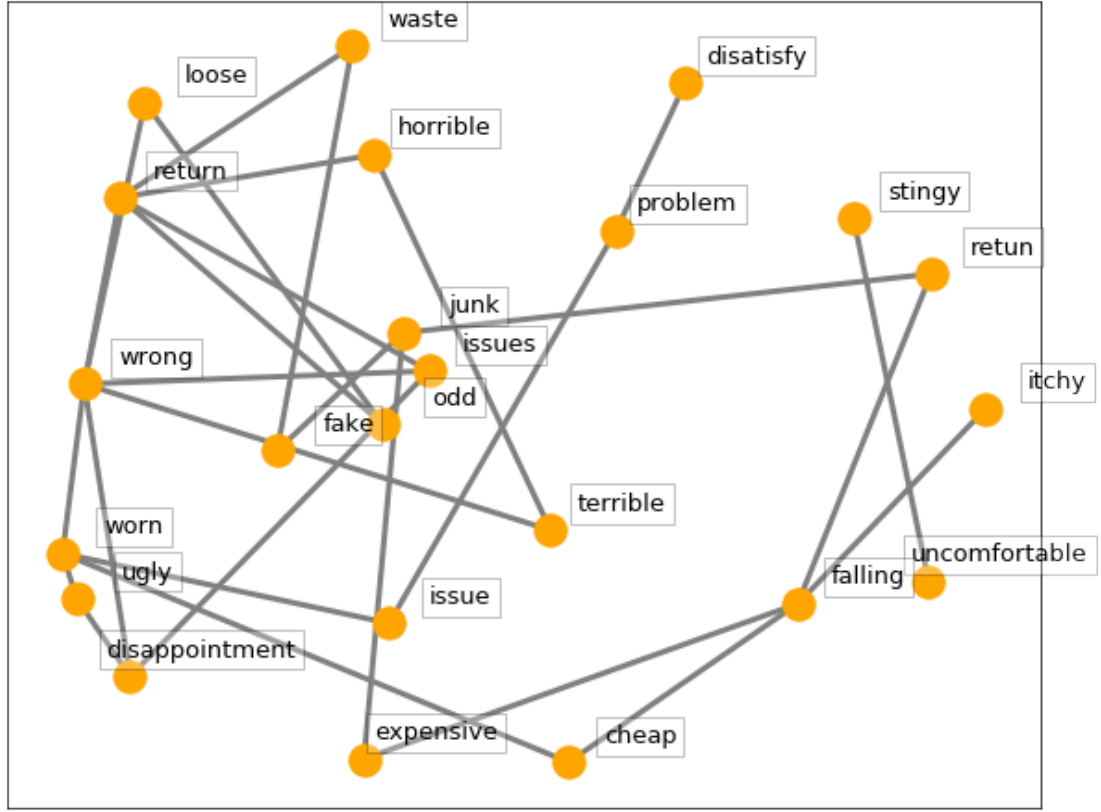 waste
disatisfy
loose
horrible
return
stingy
problem
retun
junk
issues
wrong
itchy
odd
fake
terrible
worn
uncomfortable
ugly
falling
issue
disappointment
expensive
cheap